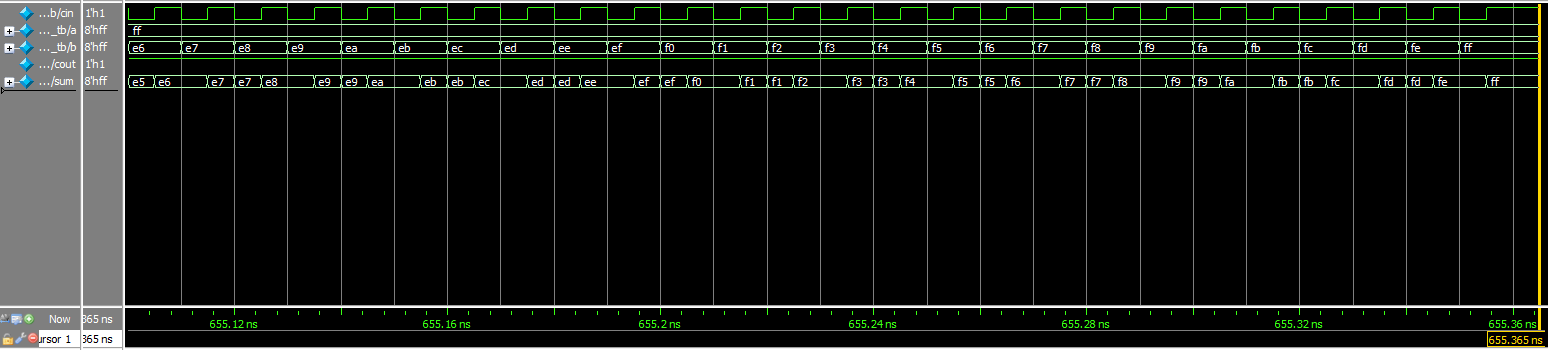 ...b/cin 1'h1
..._tb/a 8'hff ff
..._tb/b 8'hff e6 e7 e8 e9 ea eb ec ed ee ef f0 f1 f2 f3 f4 f5 f6 f7 f8 f9 fa fb fc fd fe ff
.../cout 1'h1
.../sum 8'hff e5 e6 e7 e7 e8 e9 e9 ea eb eb ec ed ed ee ef ef f0 f1 f1 f2 f3 f3 f4 f5 f5 f6 f7 f7 f8 f9 f9 fa fb fb fc fd fd fe ff
Now 365 ns 655.12 ns 655.16 ns 655.2 ns 655.24 ns 655.28 ns 655.32 ns 655.36 ns
ursor 1 365 ns 655.365 ns